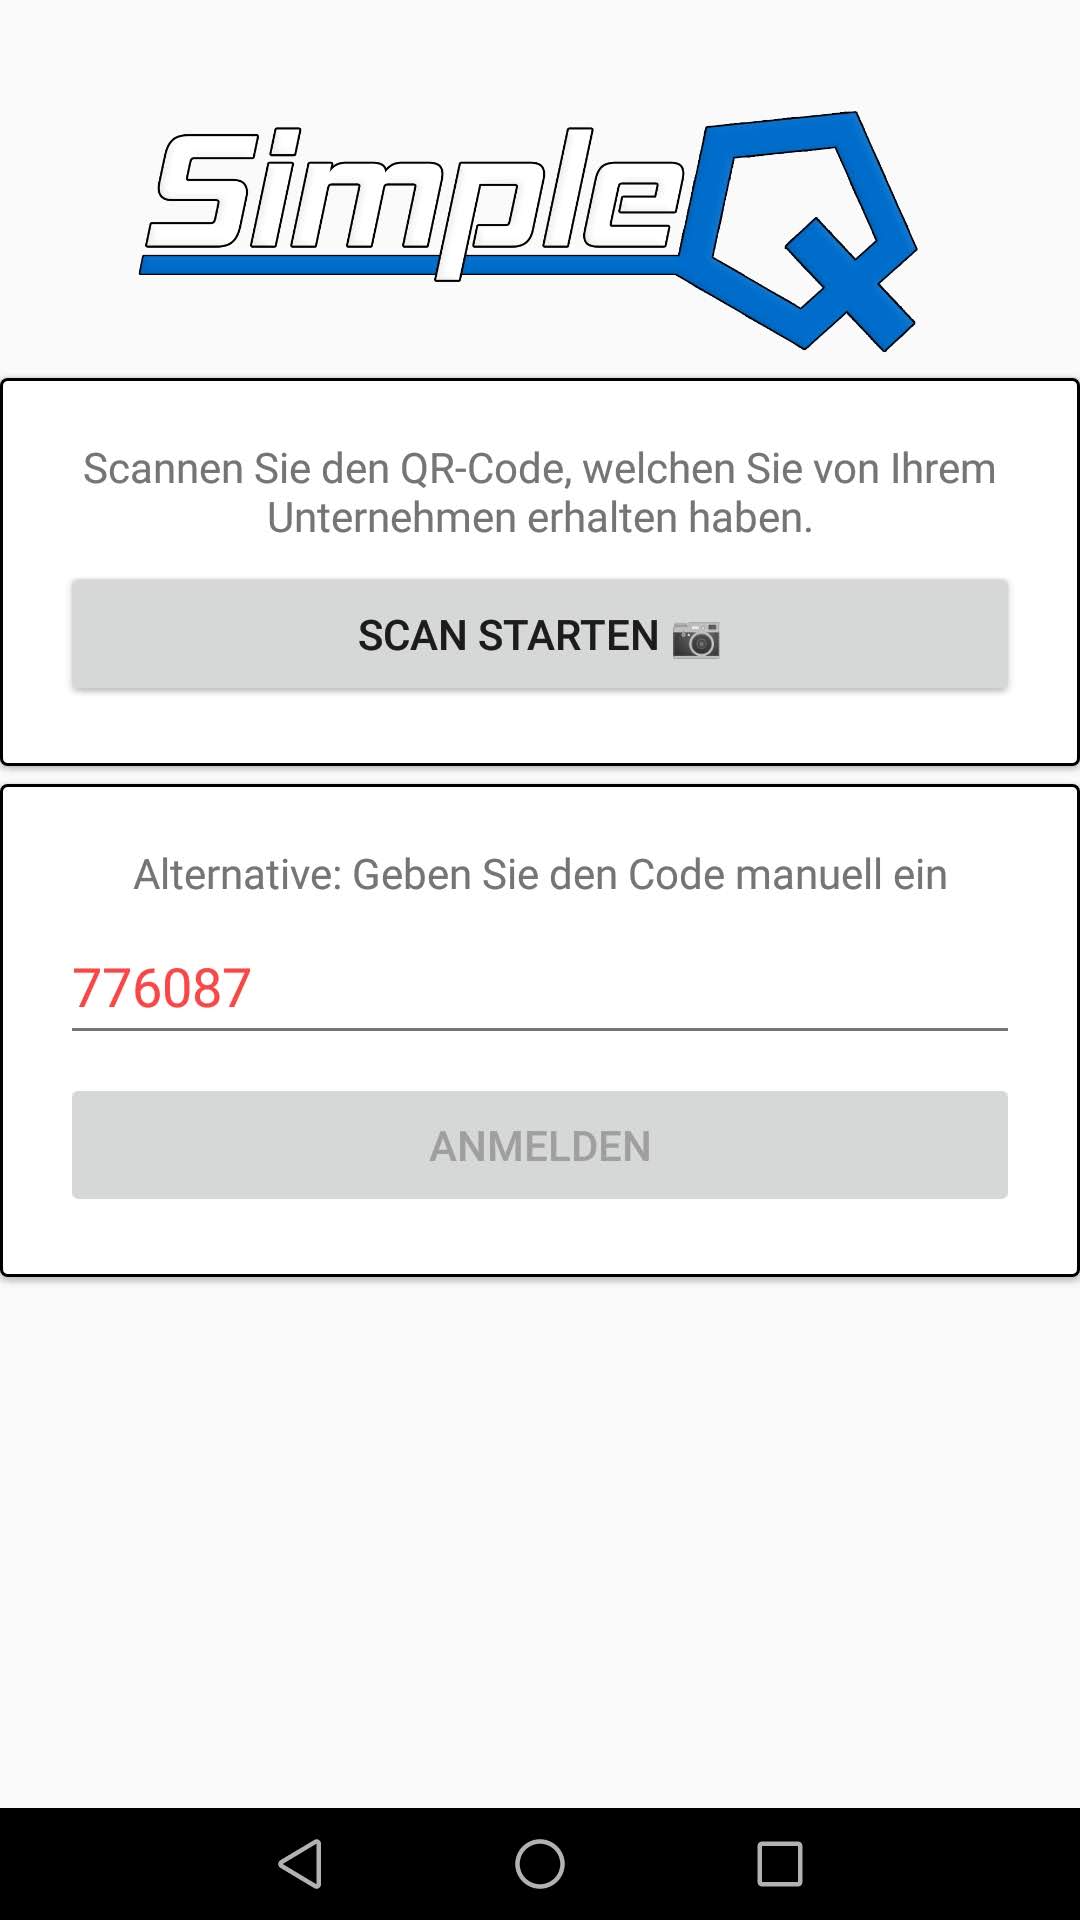 SimpleQ
Scannen Sie den QR-Code, welchen Sie von Ihrem
Unternehmen erhalten haben.
SCAN STARTEN 📷
Alternative: Geben Sie den Code manuell ein
776087
ANMELDEN